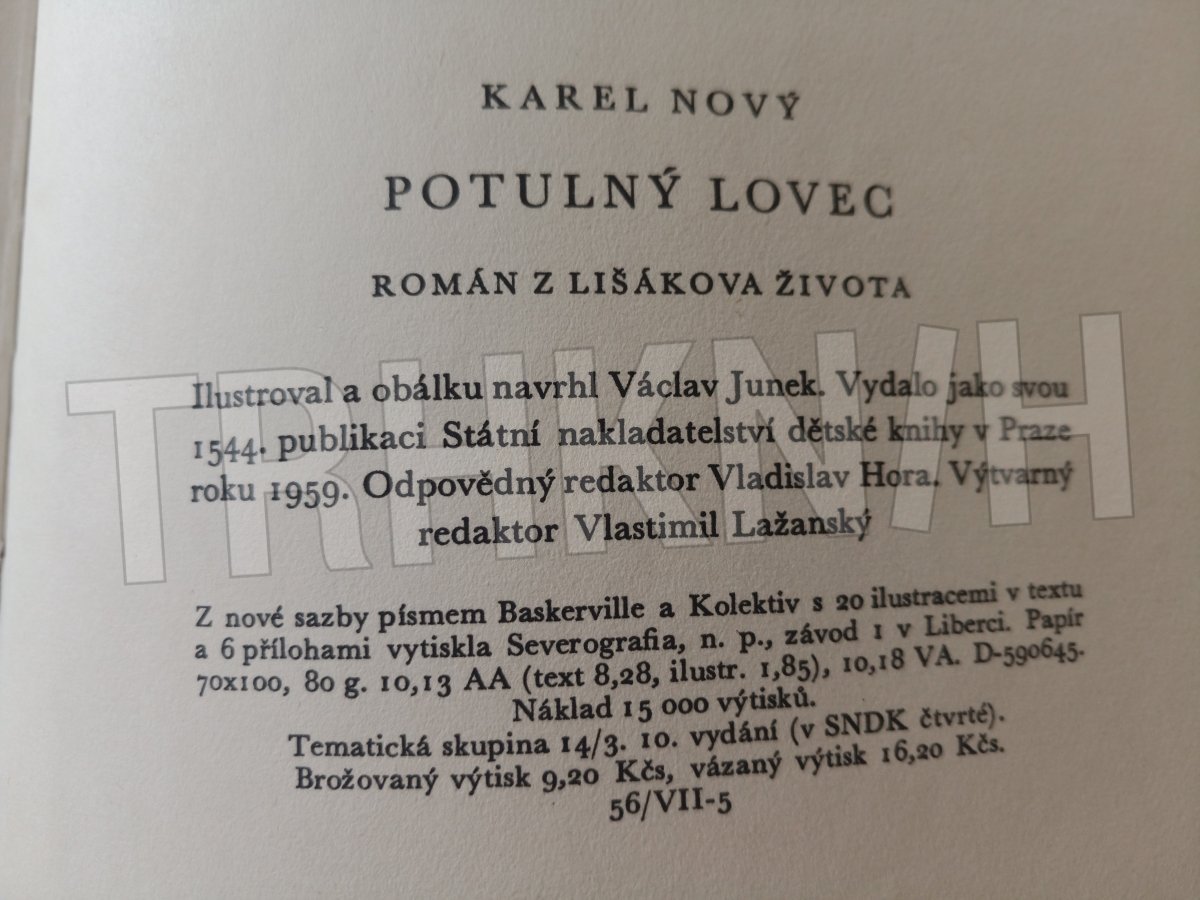 KAREL NOVÝ
POTULNÝ LOVEC
ROMÁN Z LIŠÁKOVA ŽIVOTA
Ilustroval a obálku navrhl Václav Junek. Vydalo jako svou
1544. publikaci Státní nakladatelství dětské knihy v Praze
roku 1959. Odpovědný redaktor Vladislav Hora. Výtvarný
redaktor Vlastimil Lažanský
Z nové sazby písmem Baskerville a Kolektiv s 20 ilustracemi v textu
a 6 přílohami vytiskla Severografia, n. p., závod 1 v Liberci. Papír
70x100, 80 g. 10,13 AA (text 8,28, ilustr. 1,85), 10,18 VA. D-590645.
Náklad 15 000 výtisků.
Tematická skupina 14/3. 10. vydání (v SNDK čtvrté).
Brožovaný výtisk 9,20 Kčs, vázaný výtisk 16,20 Kčs.
56/VII-5
TRHKNIH